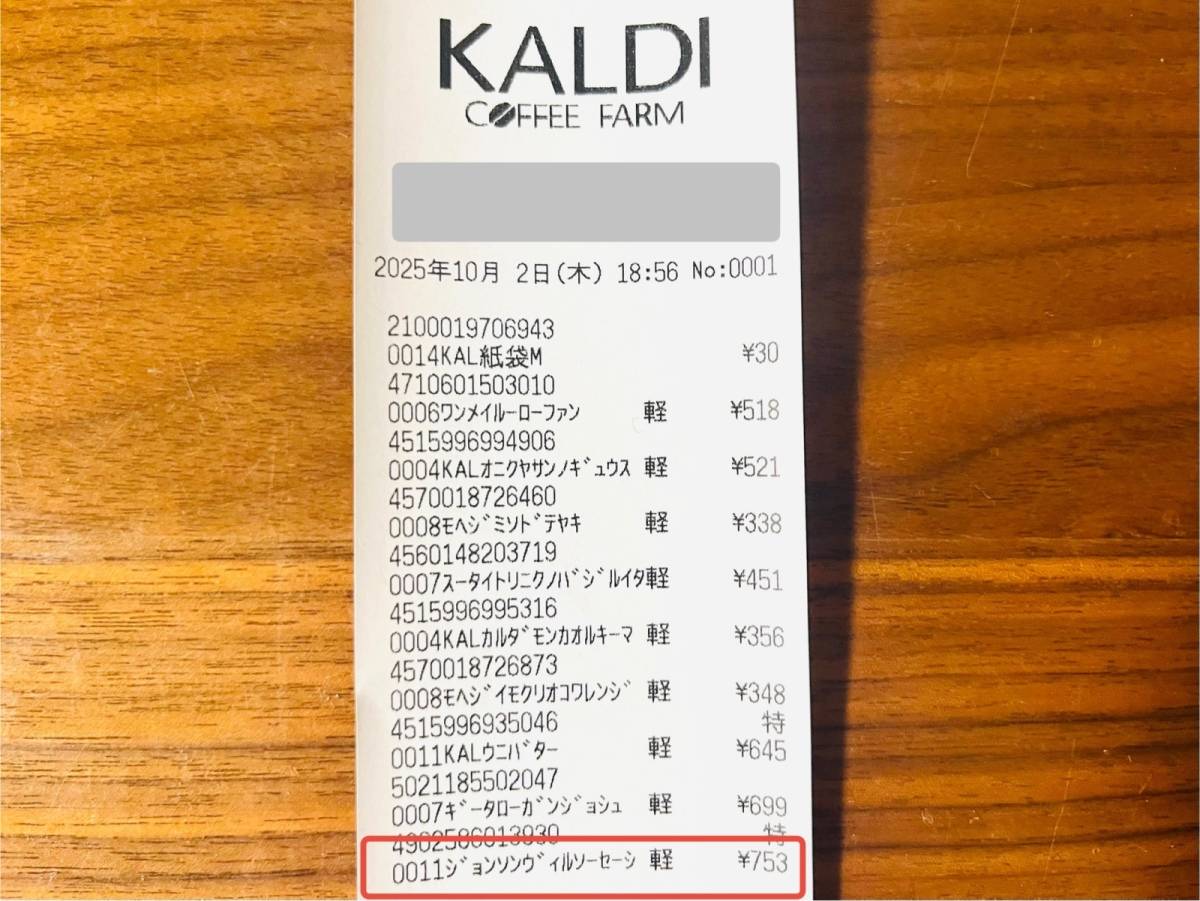 KALDI
COFFEE FARM
2025年10月 2日(木) 18:56 No:0001
2100019706943
0014KAL紙袋M ¥30
4710601503010
0006ワンメイルーローファン 軽 ¥518
4515996994906
0004KALオニクヤサンノギュウス 軽 ¥521
4570018726460
0008モヘジミソドテヤキ 軽 ¥338
4560148203719
0007スータイトリニクノバジルイタ軽 ¥451
4515996995316
0004KALカルダモンカオルキーマ 軽 ¥356
4570018726873
0008モヘジイモクリオコワレンジ 軽 ¥348
4515996935046 特
0011KALウニバター 軽 ¥645
5021185502047
0007ギータローガンジョシュ 軽 ¥699
4902586013930 特
0011ジョンソンヴィルソーセーシ 軽 ¥753